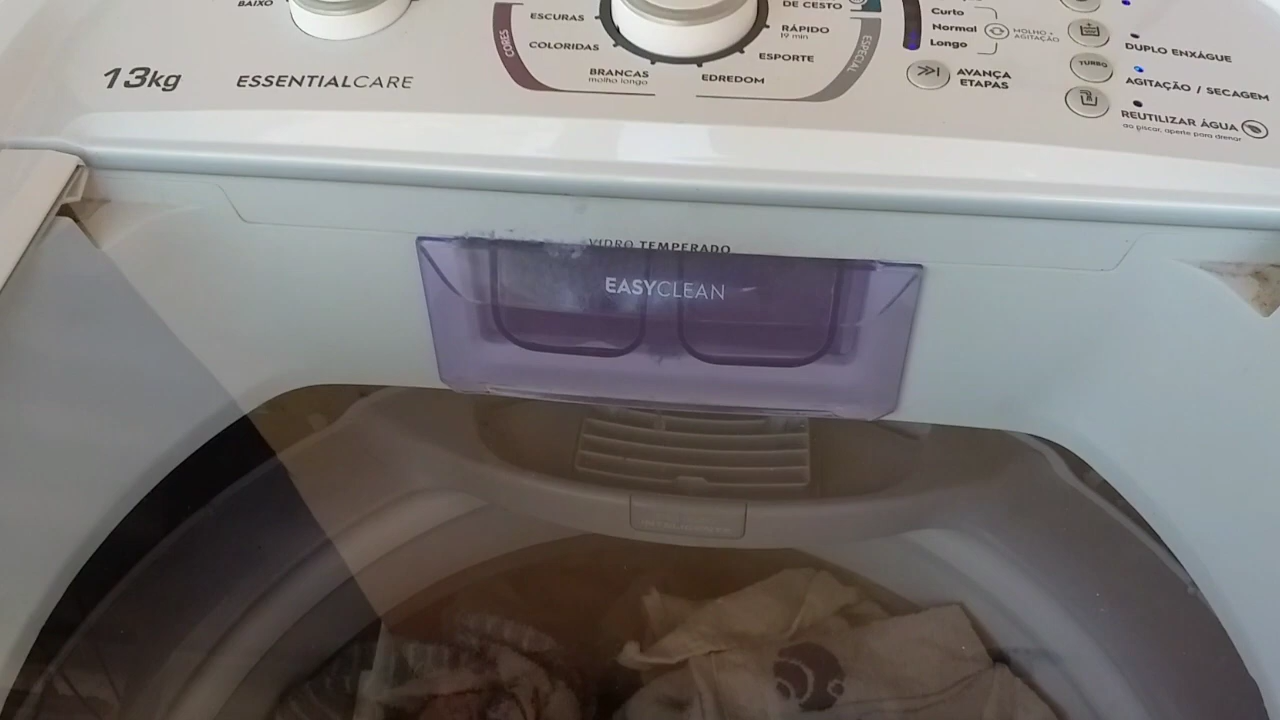 BAIXO
13kg
ESSENTIALCARE
CORES
ESCURAS
COLORIDAS
BRANCAS
molho longo
DE CESTO
RÁPIDO
19 min
ESPORTE
EDREDOM
ESPECIAL
Curto
Normal
Longo
MOLHO +
AGITAÇÃO
AVANÇA
ETAPAS
DUPLO ENXÁGUE
TURBO
AGITAÇÃO / SECAGEM
REUTILIZAR ÁGUA
ao piscar, aperte para drenar
VIDRO TEMPERADO
EASYCLEAN